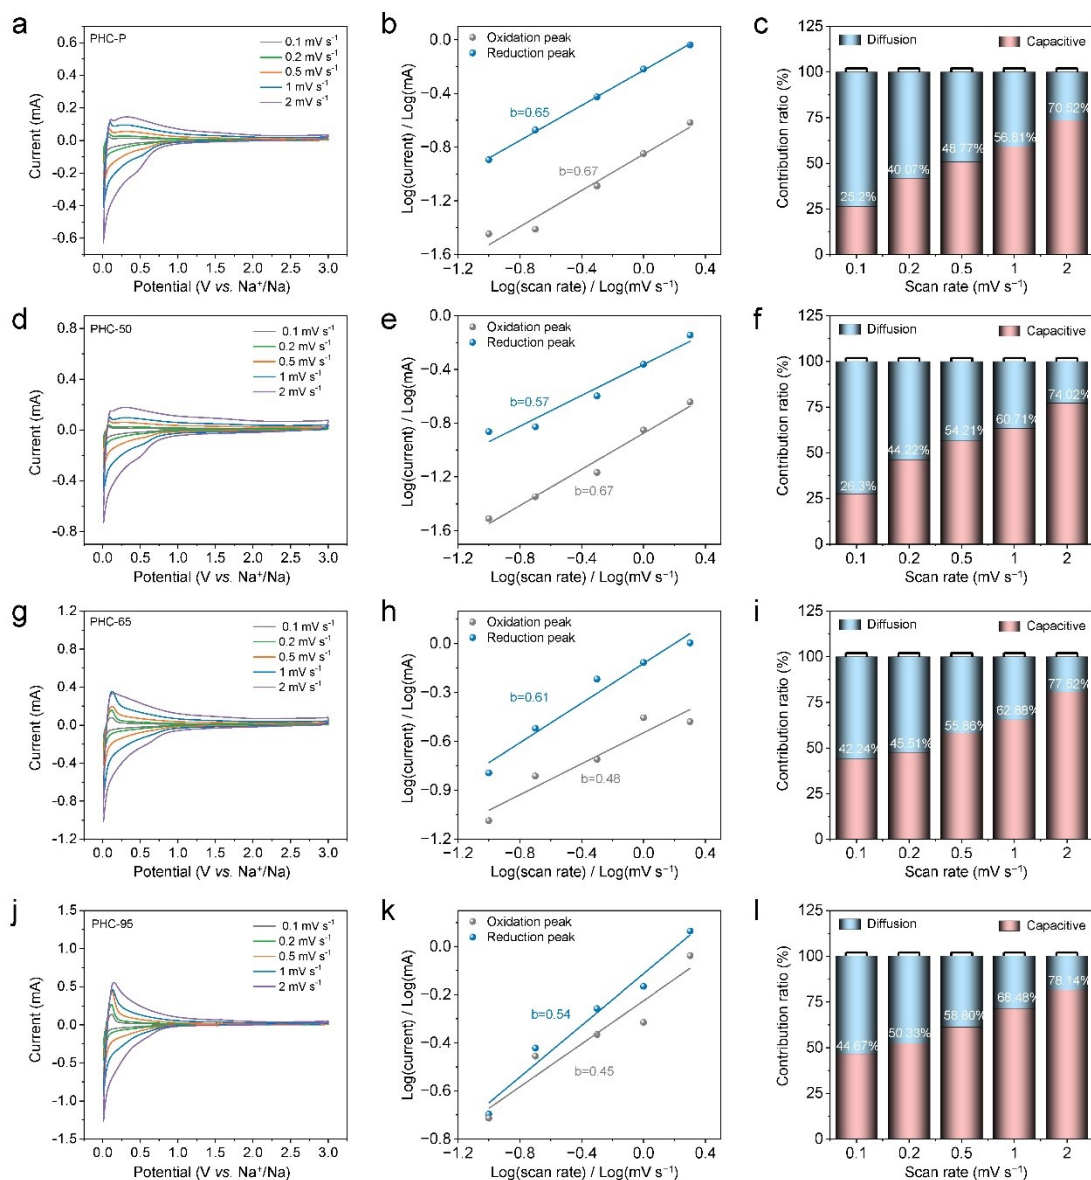 a
PHC-P
0.1 mV s⁻¹
0.2 mV s⁻¹
0.5 mV s⁻¹
1 mV s⁻¹
2 mV s⁻¹
0.6
0.4
0.2
0.0
-0.2
-0.4
-0.6
Current (mA)
0.0 0.5 1.0 1.5 2.0 2.5 3.0
Potential (V vs. Na⁺/Na)
b
Oxidation peak
Reduction peak
b=0.65
b=0.67
0.0
-0.4
-0.8
-1.2
-1.6
Log(current) / Log(mA)
-1.2 -0.8 -0.4 0.0 0.4
Log(scan rate) / Log(mV s⁻¹)
c
Diffusion Capacitive
125
100
75
50
25
0
Contribution ratio (%)
25.2% 40.07% 48.77% 56.81% 70.52%
0.1 0.2 0.5 1 2
Scan rate (mV s⁻¹)
d
PHC-50
0.1 mV s⁻¹
0.2 mV s⁻¹
0.5 mV s⁻¹
1 mV s⁻¹
2 mV s⁻¹
0.8
0.4
0.0
-0.4
-0.8
Current (mA)
0.0 0.5 1.0 1.5 2.0 2.5 3.0
Potential (V vs. Na⁺/Na)
e
Oxidation peak
Reduction peak
b=0.57
b=0.67
0.0
-0.4
-0.8
-1.2
-1.6
Log(current) / Log(mA)
-1.2 -0.8 -0.4 0.0 0.4
Log(scan rate) / Log(mV s⁻¹)
f
Diffusion Capacitive
125
100
75
50
25
0
Contribution ratio (%)
26.3% 44.22% 54.21% 60.71% 74.02%
0.1 0.2 0.5 1 2
Scan rate (mV s⁻¹)
g
PHC-65
0.1 mV s⁻¹
0.2 mV s⁻¹
0.5 mV s⁻¹
1 mV s⁻¹
2 mV s⁻¹
1.2
0.8
0.4
0.0
-0.4
-0.8
-1.2
Current (mA)
0.0 0.5 1.0 1.5 2.0 2.5 3.0
Potential (V vs. Na⁺/Na)
h
Oxidation peak
Reduction peak
b=0.61
b=0.48
0.0
-0.3
-0.6
-0.9
-1.2
Log(current) / Log(mA)
-1.2 -0.8 -0.4 0.0 0.4
Log(scan rate) / Log(mV s⁻¹)
i
Diffusion Capacitive
125
100
75
50
25
0
Contribution ratio (%)
42.24% 45.51% 55.86% 62.88% 77.52%
0.1 0.2 0.5 1 2
Scan rate (mV s⁻¹)
j
PHC-95
0.1 mV s⁻¹
0.2 mV s⁻¹
0.5 mV s⁻¹
1 mV s⁻¹
2 mV s⁻¹
1.5
1.0
0.5
0.0
-0.5
-1.0
-1.5
Current (mA)
0.0 0.5 1.0 1.5 2.0 2.5 3.0
Potential (V vs. Na⁺/Na)
k
Oxidation peak
Reduction peak
b=0.54
b=0.45
0.0
-0.2
-0.4
-0.6
-0.8
Log(current) / Log(mA)
-1.2 -0.8 -0.4 0.0 0.4
Log(scan rate) / Log(mV s⁻¹)
l
Diffusion Capacitive
125
100
75
50
25
0
Contribution ratio (%)
44.67% 50.33% 58.80% 68.48% 78.14%
0.1 0.2 0.5 1 2
Scan rate (mV s⁻¹)